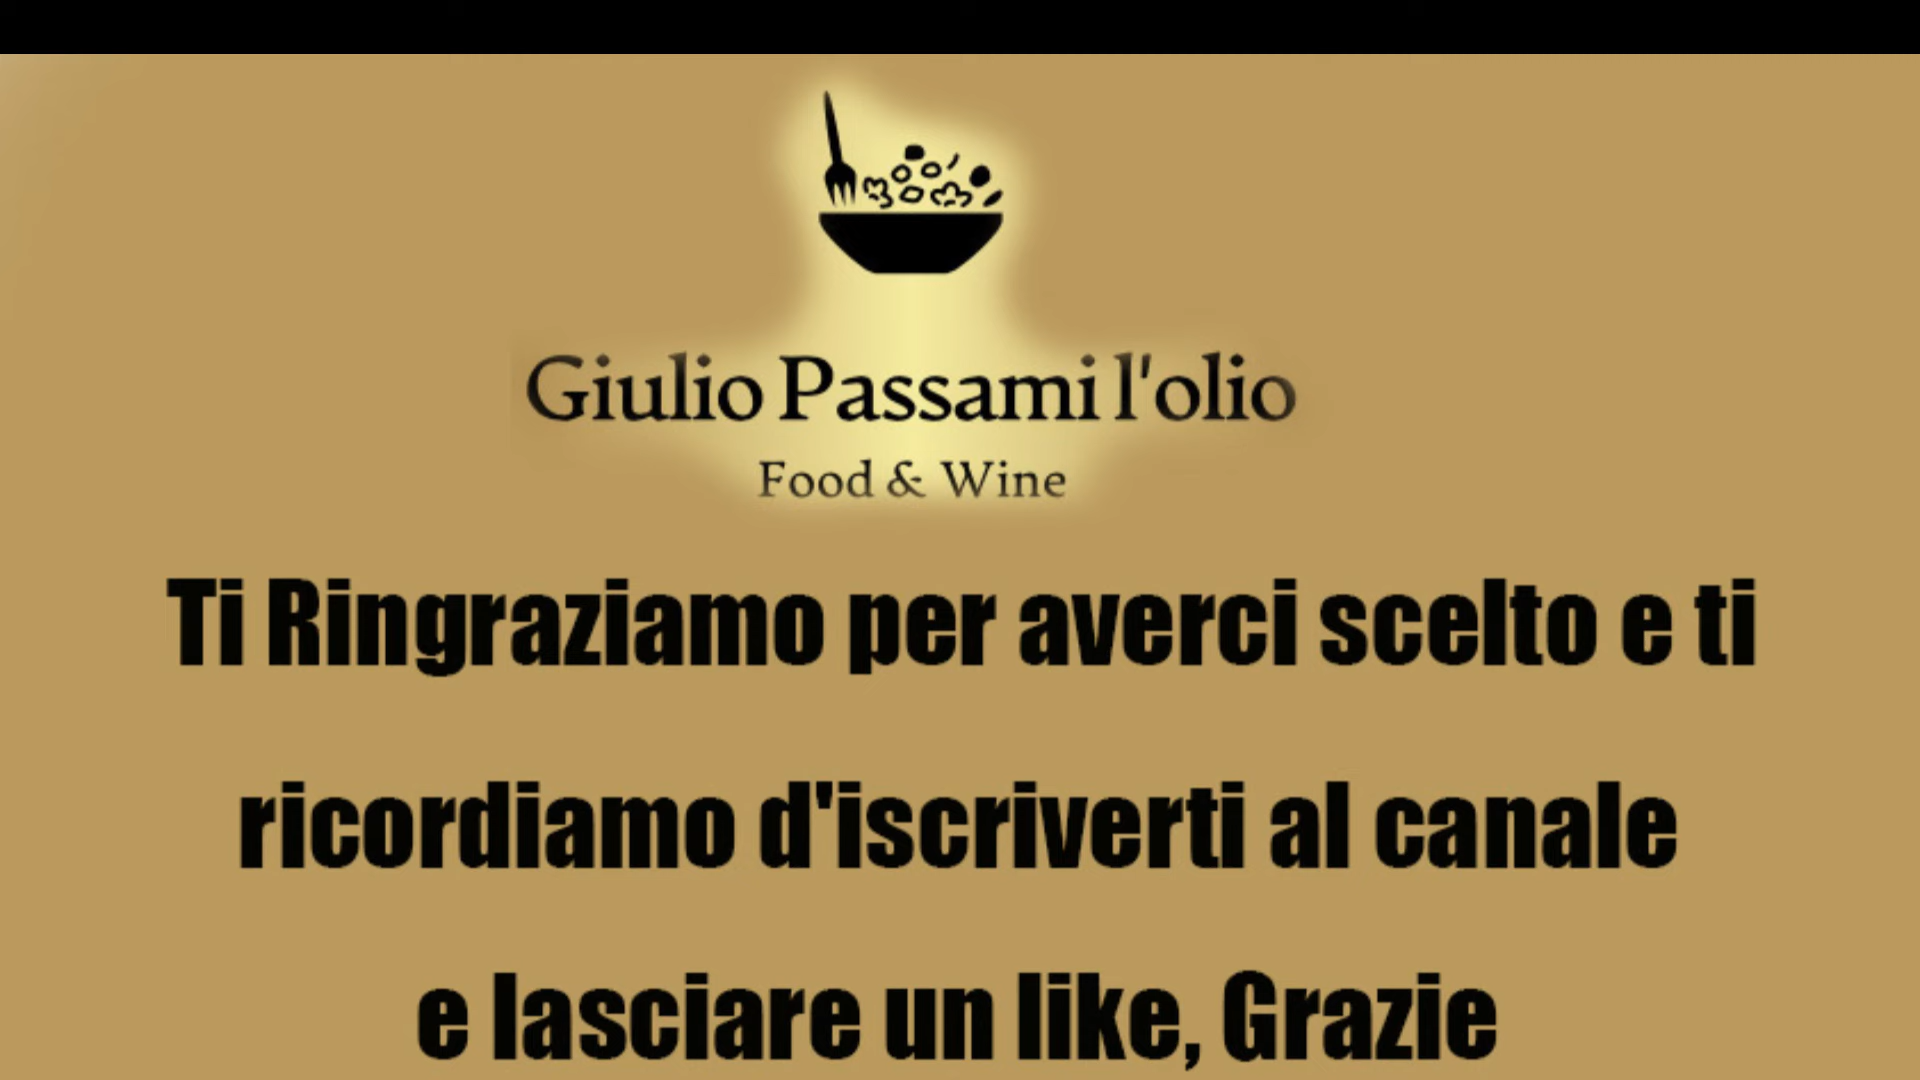 Giulio Passami l'olio
Food & Wine
Ti Ringraziamo per averci scelto e ti
ricordiamo d'iscriverti al canale
e lasciare un like, Grazie